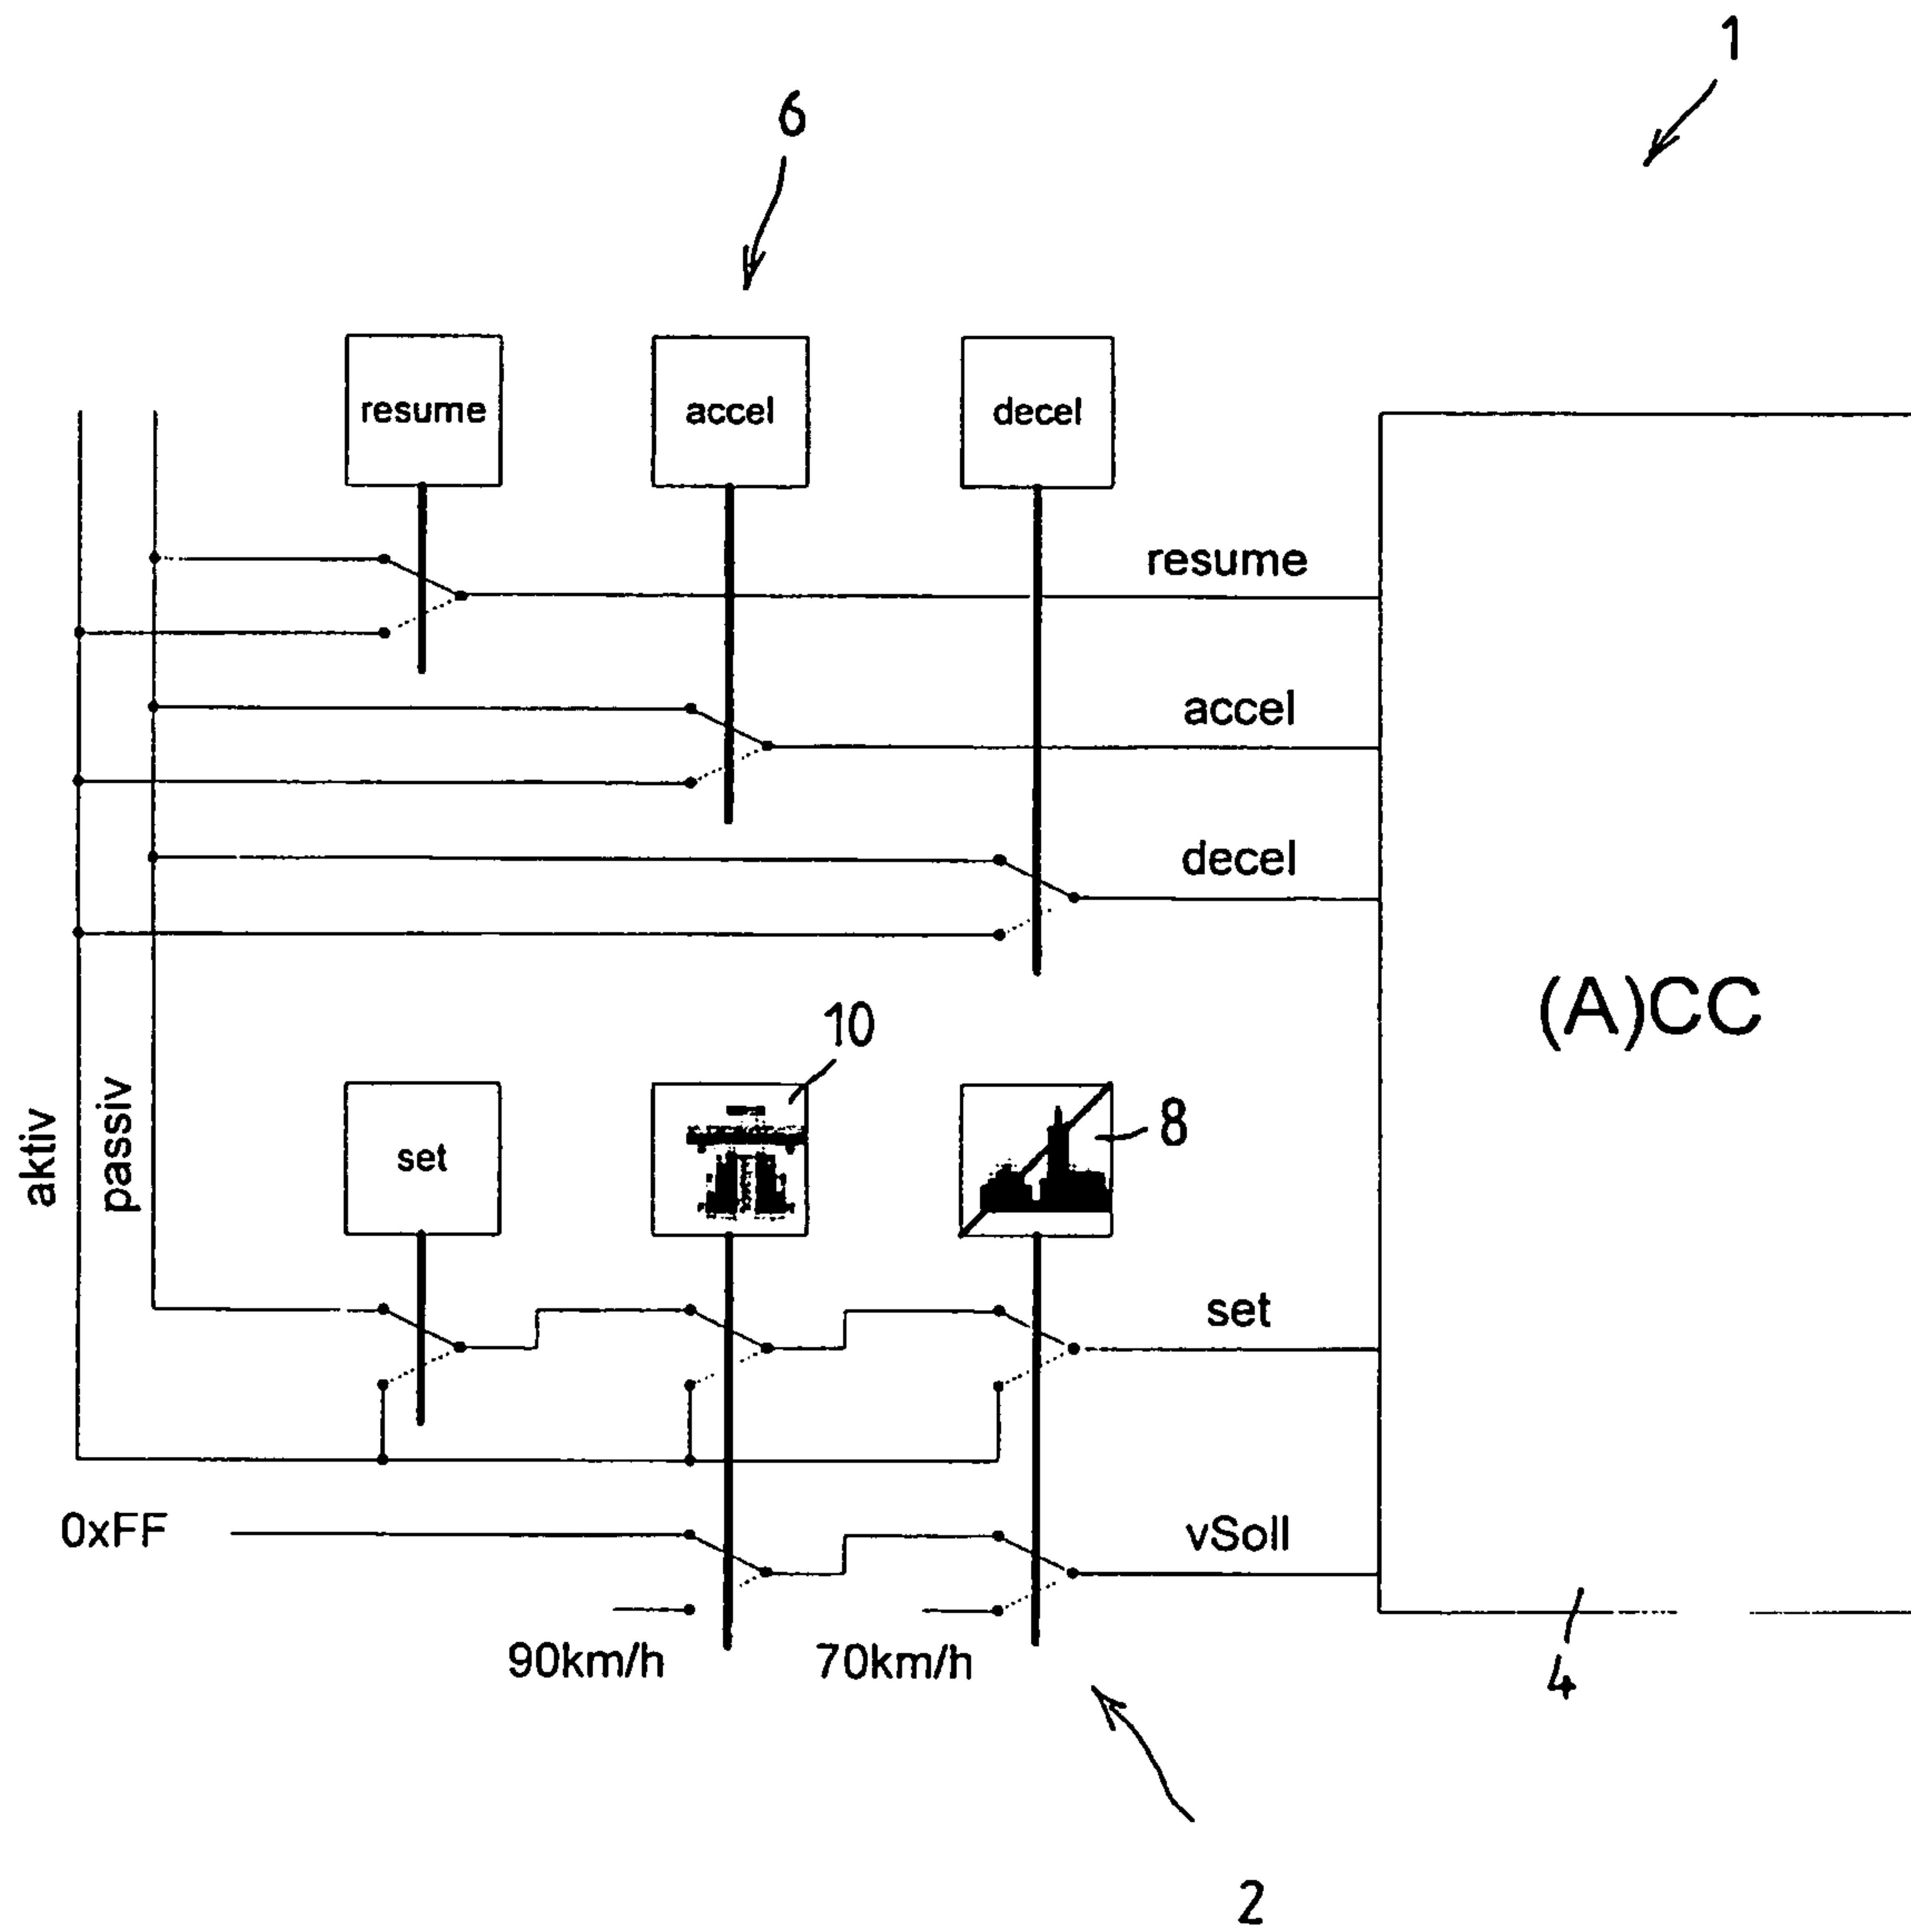 1
6
resume
accel
decel
resume
accel
decel
(A)CC
10
8
aktiv
passiv
set
set
0xFF
vSoll
90km/h
70km/h
4
2